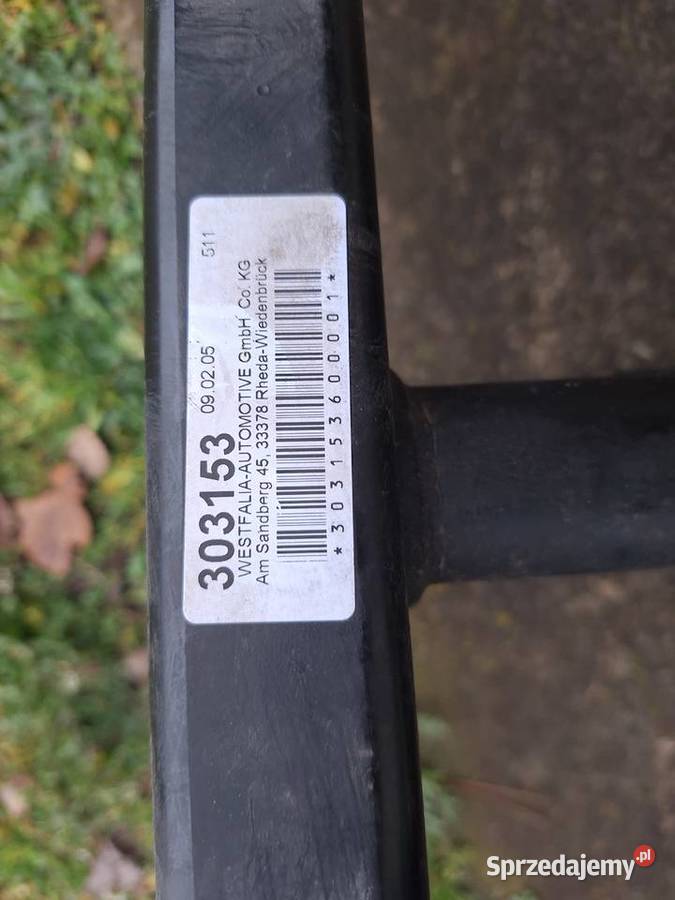 303153 09.02.05 511
WESTFALIA-AUTOMOTIVE GmbH. Co. KG
Am Sandberg 45, 33378 Rheda-Wiedenbrück
*303153600001*
Sprzedajemy.pl